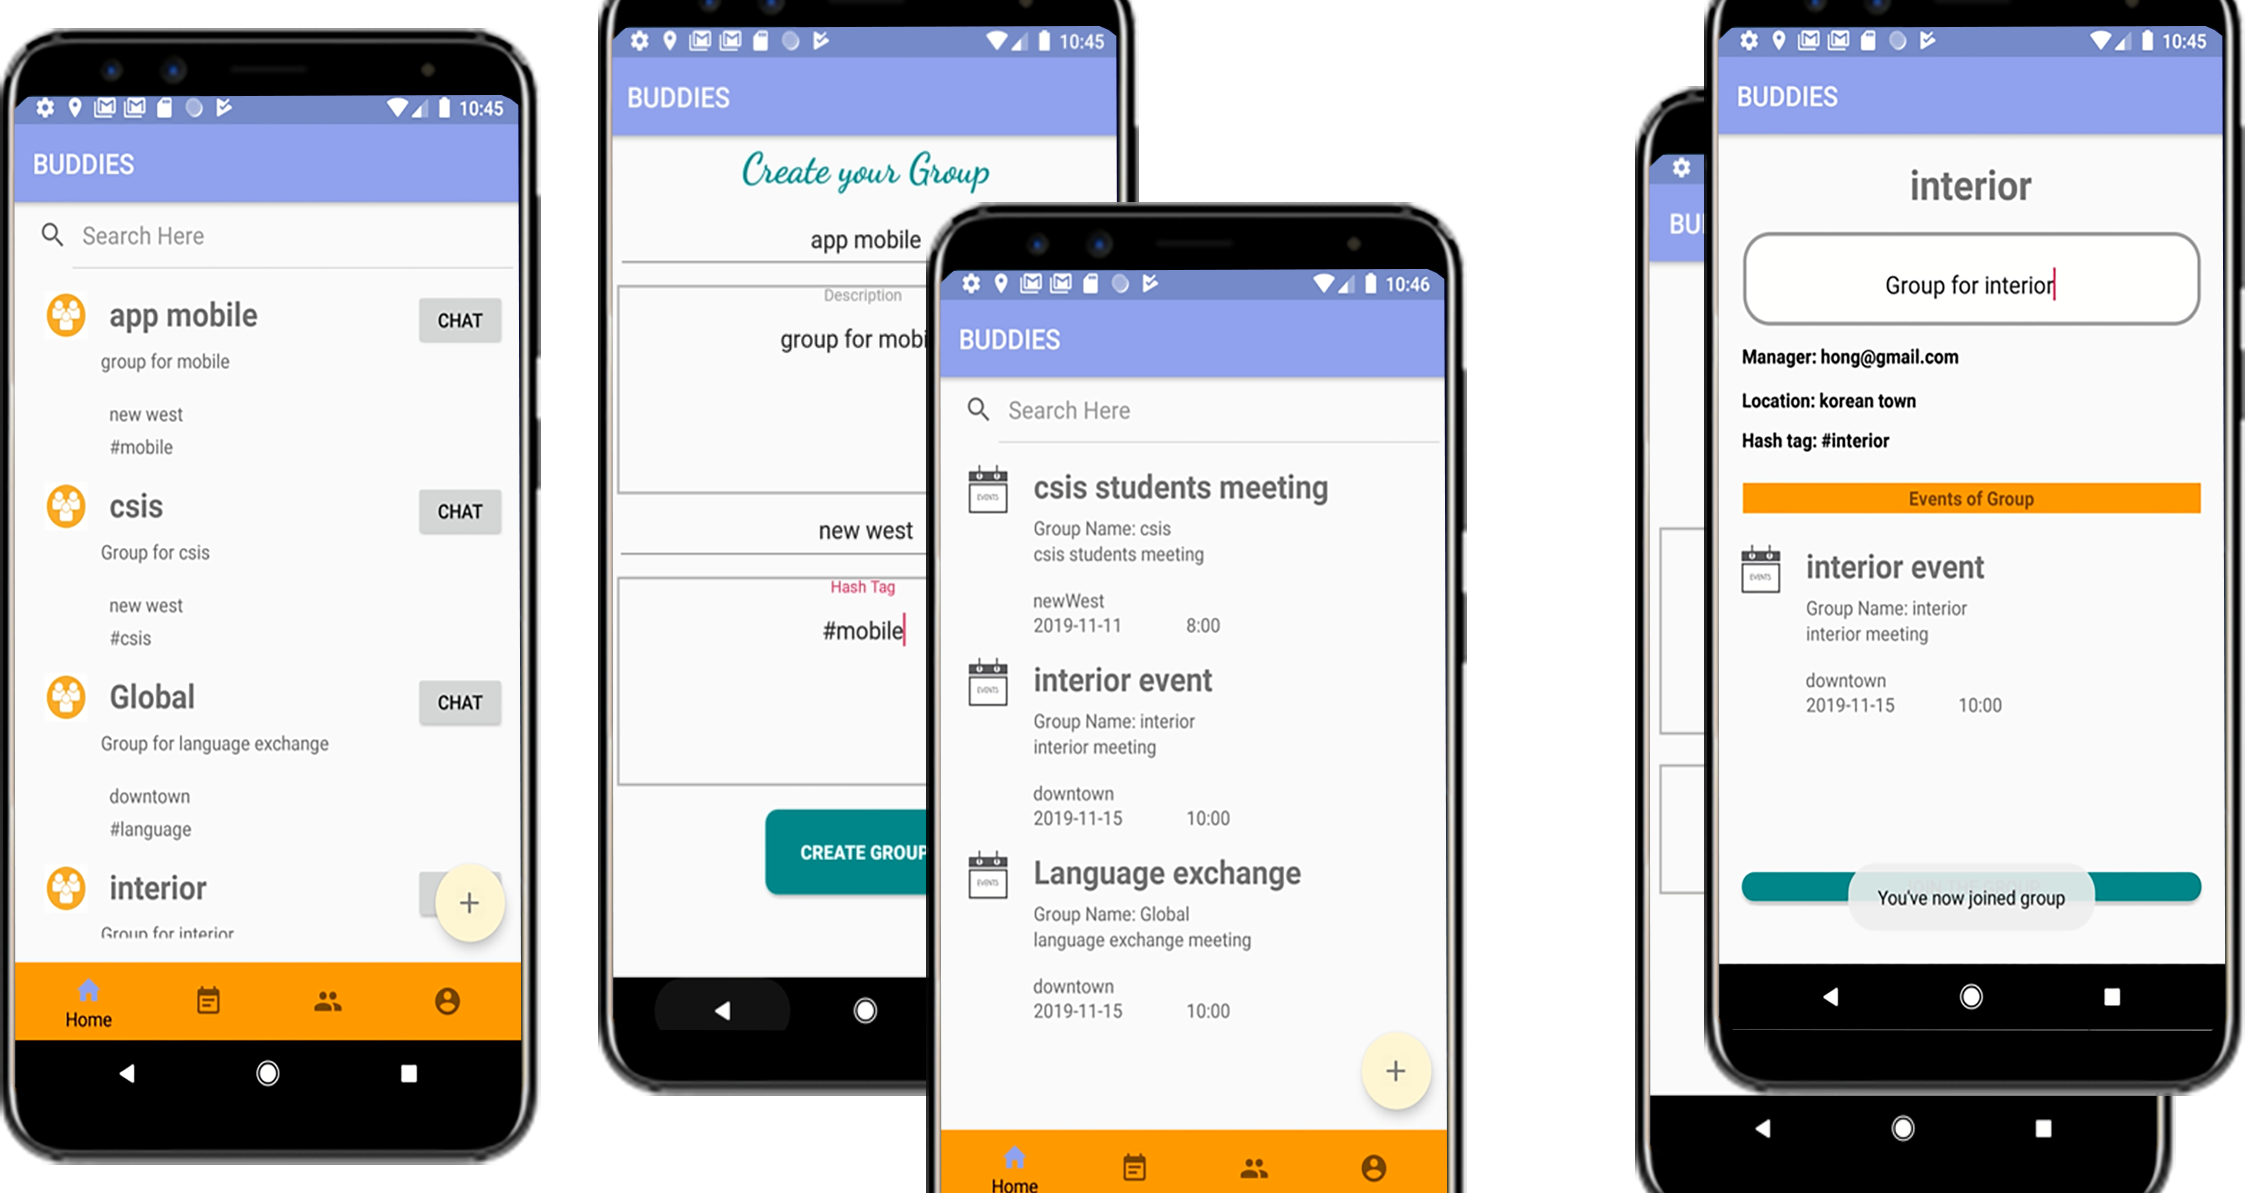 10:45
BUDDIES
Search Here
app mobile
CHAT
group for mobile
new west
#mobile
csis
CHAT
Group for csis
new west
#csis
Global
CHAT
Group for language exchange
downtown
#language
interior
+
Group for interior
Home
10:45
BUDDIES
Create your Group
app mobile
Description
group for mobi
new west
Hash Tag
#mobile
CREATE GROUP
10:46
BUDDIES
Search Here
csis students meeting
EVENTS
Group Name: csis
csis students meeting
newWest
2019-11-11 8:00
interior event
EVENTS
Group Name: interior
interior meeting
downtown
2019-11-15 10:00
Language exchange
EVENTS
Group Name: Global
language exchange meeting
downtown
2019-11-15 10:00
+
Home
BU
10:45
BUDDIES
interior
Group for interior
Manager: hong@gmail.com
Location: korean town
Hash tag: #interior
Events of Group
interior event
EVENTS
Group Name: interior
interior meeting
downtown
2019-11-15 10:00
You've now joined group